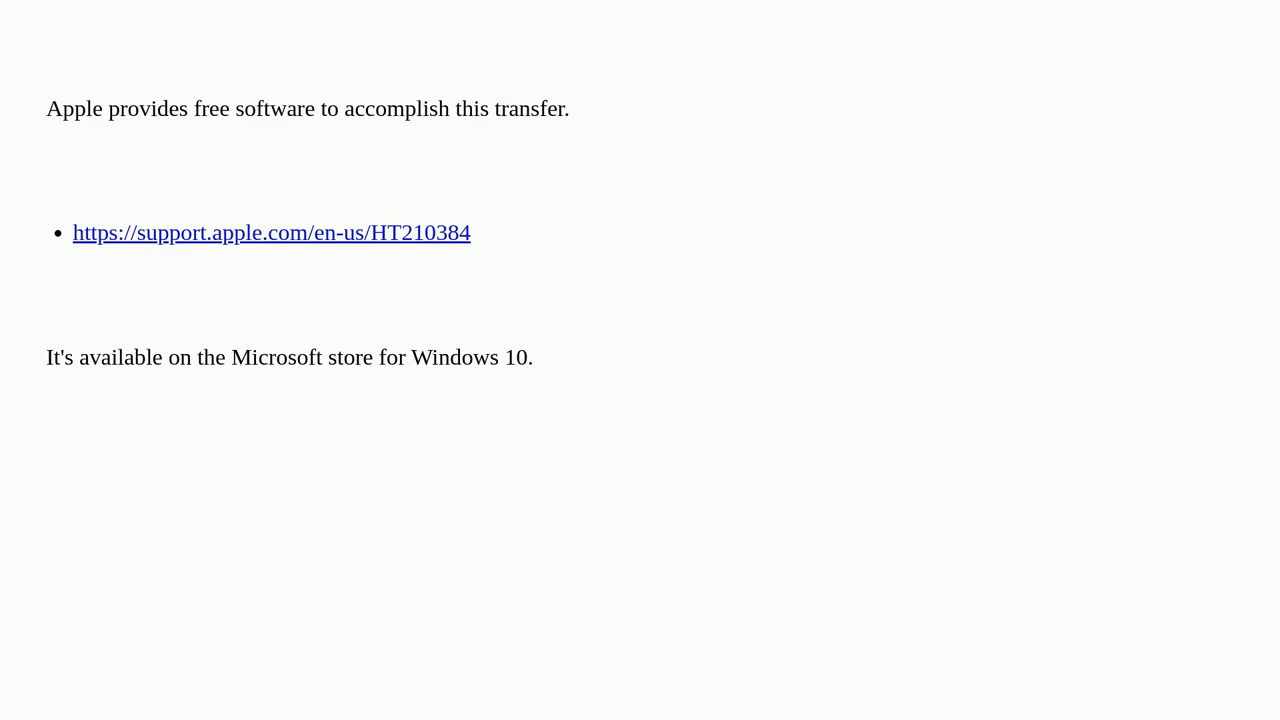 Apple provides free software to accomplish this transfer.
• https://support.apple.com/en-us/HT210384
It's available on the Microsoft store for Windows 10.